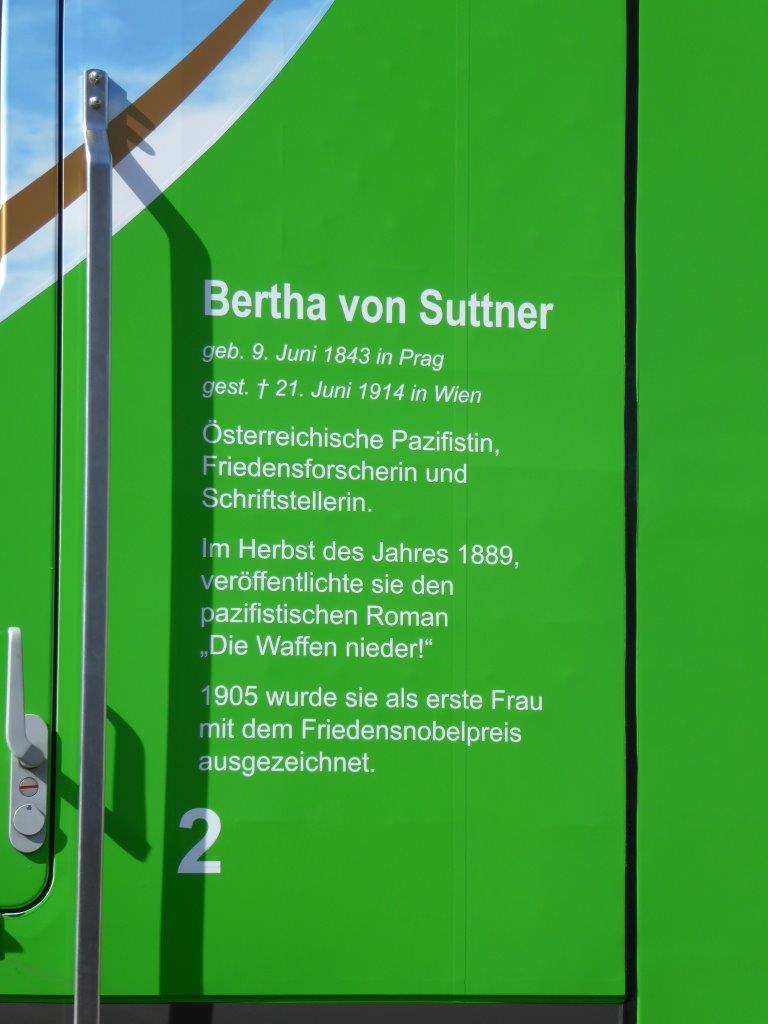 Bertha von Suttner
geb. 9. Juni 1843 in Prag
gest. † 21. Juni 1914 in Wien
Österreichische Pazifistin,
Friedensforscherin und
Schriftstellerin.
Im Herbst des Jahres 1889,
veröffentlichte sie den
pazifistischen Roman
„Die Waffen nieder!“
1905 wurde sie als erste Frau
mit dem Friedensnobelpreis
ausgezeichnet.
2